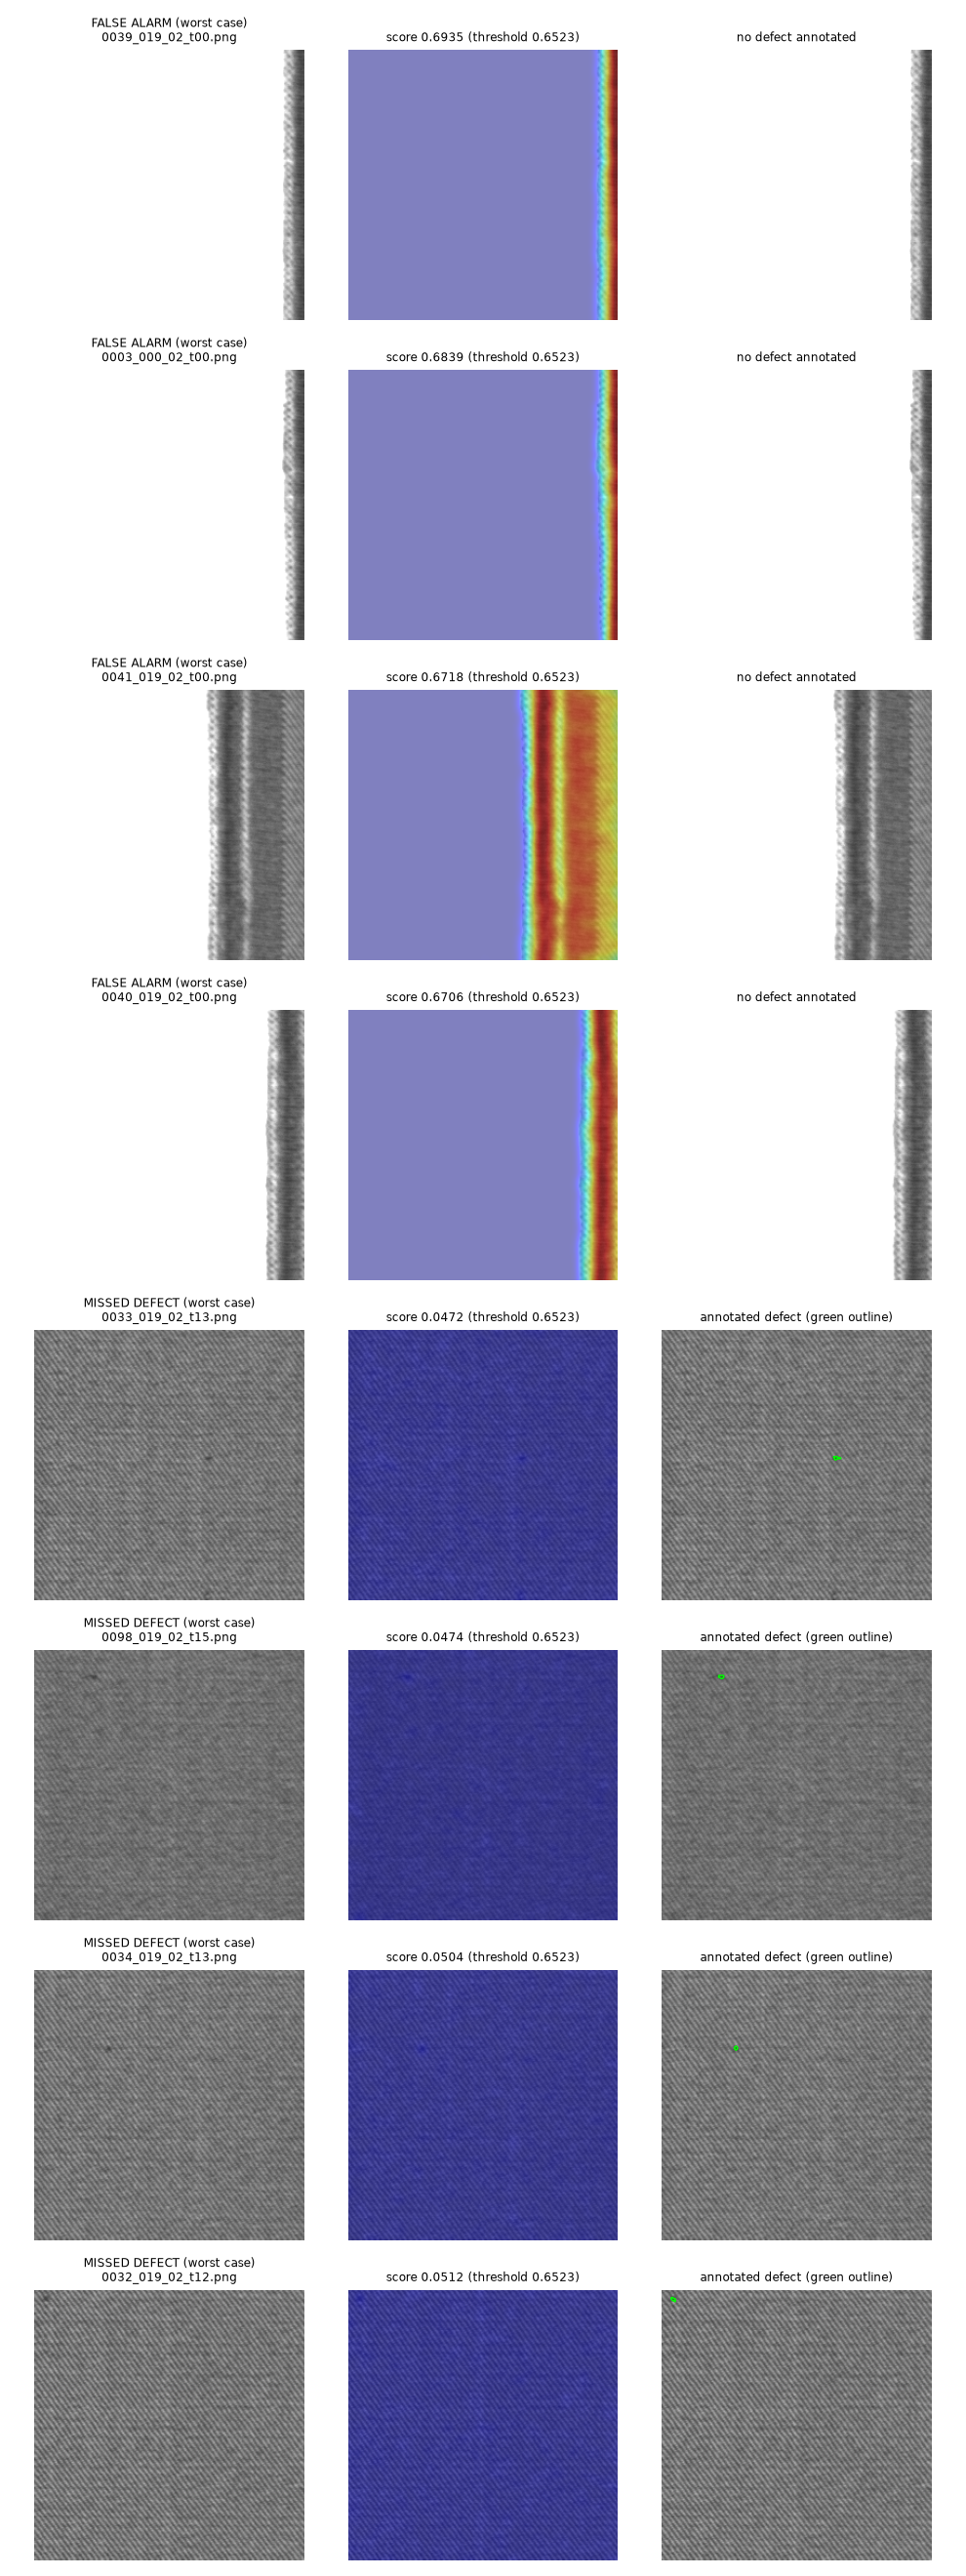 FALSE ALARM (worst case)
0039_019_02_t00.png
score 0.6935 (threshold 0.6523)
no defect annotated
FALSE ALARM (worst case)
0003_000_02_t00.png
score 0.6839 (threshold 0.6523)
no defect annotated
FALSE ALARM (worst case)
0041_019_02_t00.png
score 0.6718 (threshold 0.6523)
no defect annotated
FALSE ALARM (worst case)
0040_019_02_t00.png
score 0.6706 (threshold 0.6523)
no defect annotated
MISSED DEFECT (worst case)
0033_019_02_t13.png
score 0.0472 (threshold 0.6523)
annotated defect (green outline)
MISSED DEFECT (worst case)
0098_019_02_t15.png
score 0.0474 (threshold 0.6523)
annotated defect (green outline)
MISSED DEFECT (worst case)
0034_019_02_t13.png
score 0.0504 (threshold 0.6523)
annotated defect (green outline)
MISSED DEFECT (worst case)
0032_019_02_t12.png
score 0.0512 (threshold 0.6523)
annotated defect (green outline)